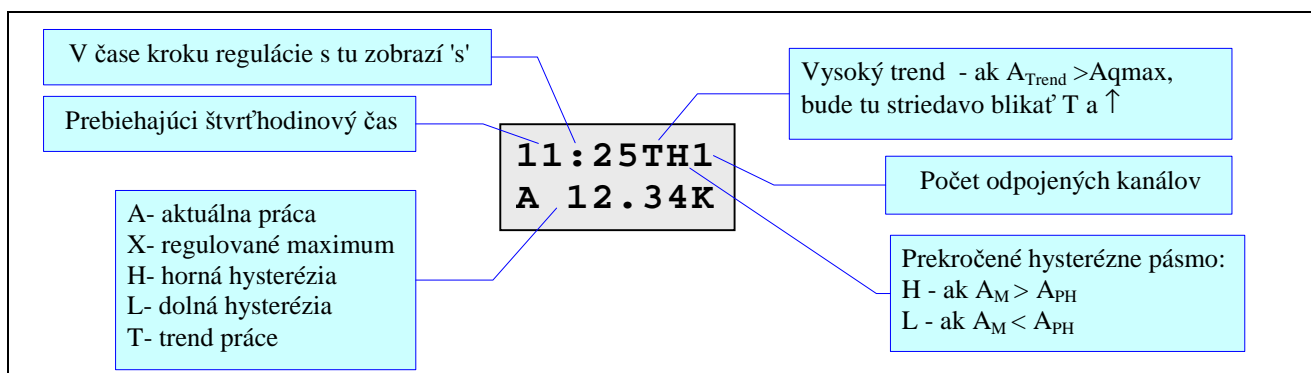 V čase kroku regulácie s tu zobrazí 's'
Prebiehajúci štvrťhodinový čas
A- aktuálna práca
X- regulované maximum
H- horná hysterézia
L- dolná hysterézia
T- trend práce
11:25TH1
A 12.34K
Vysoký trend - ak ATrend >Aqmax,
bude tu striedavo blikať T a ↑
Počet odpojených kanálov
Prekročené hysterézne pásmo:
H - ak AM > APH
L - ak AM < APH